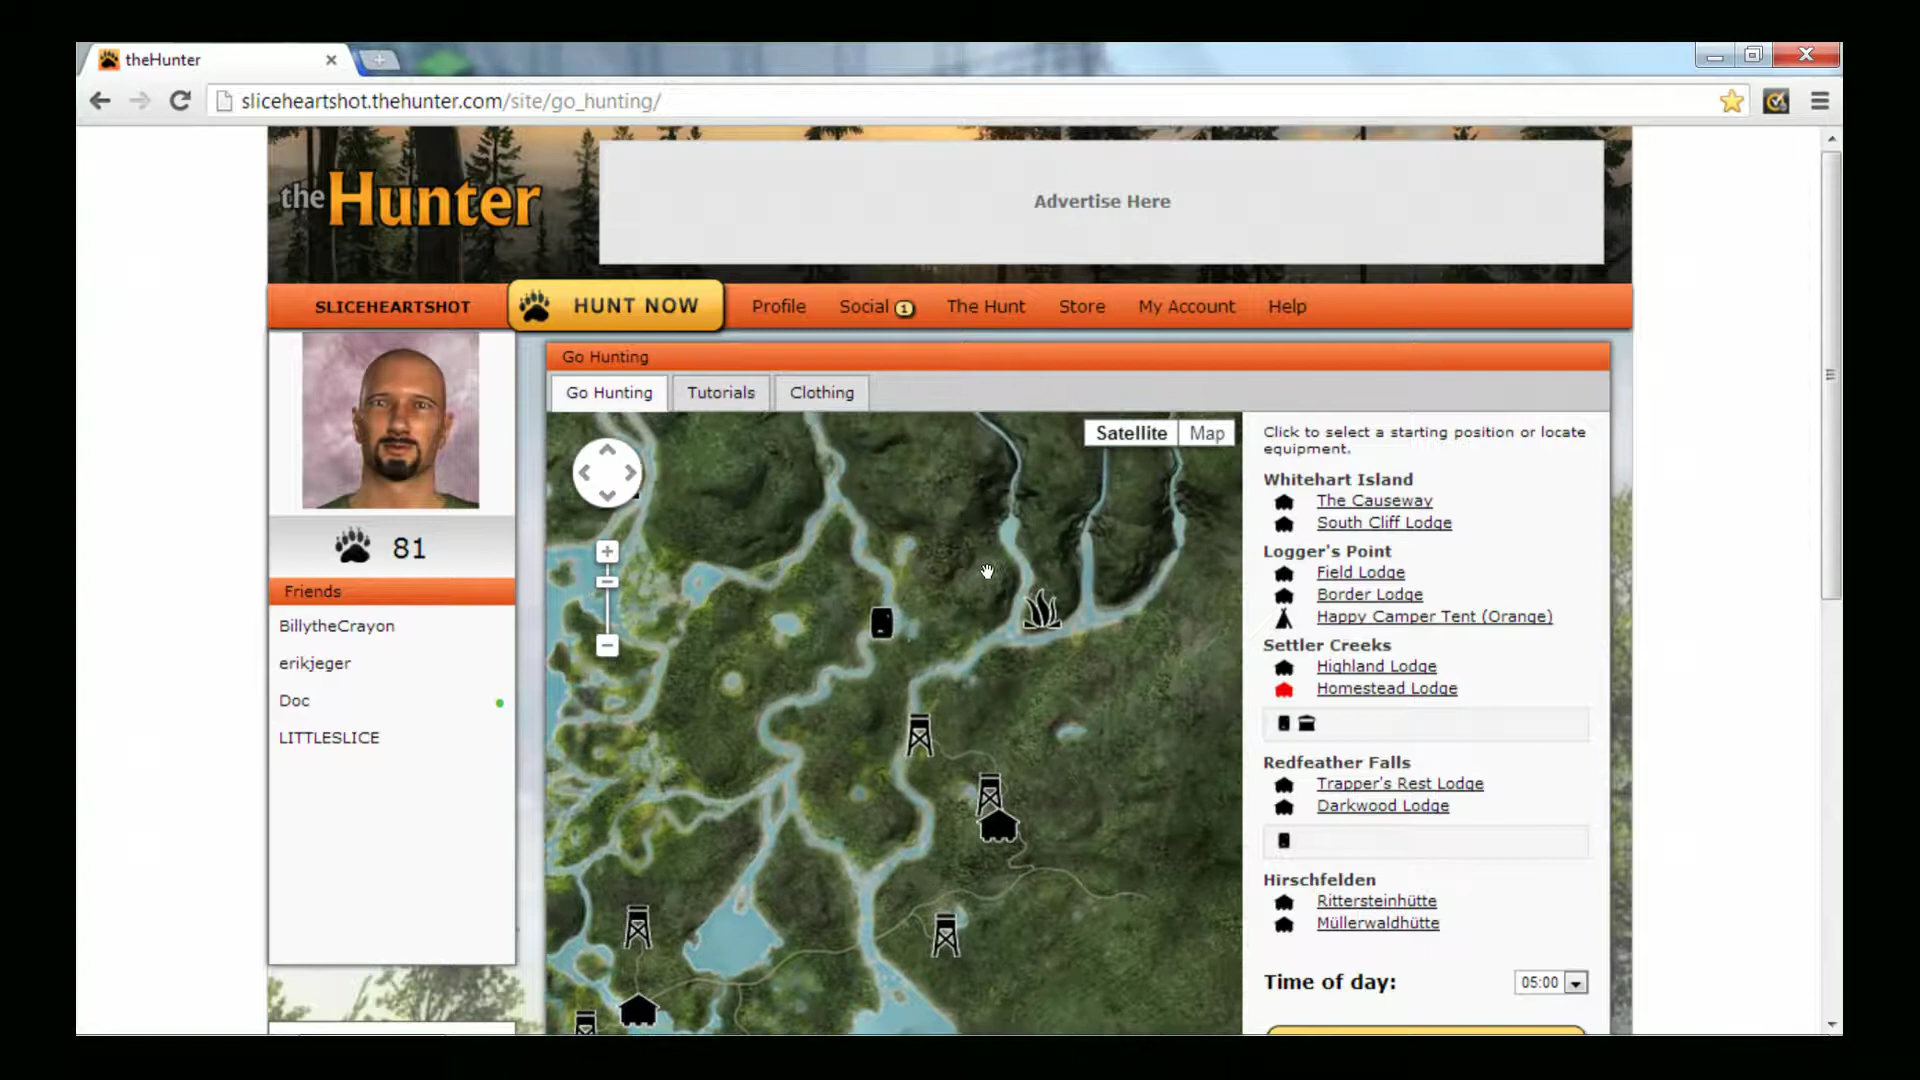 theHunter
sliceheartshot.thehunter.com/site/go_hunting/
theHunter
Advertise Here
SLICEHEARTSHOT
HUNT NOW
Profile
Social 1
The Hunt
Store
My Account
Help
Go Hunting
Go Hunting
Tutorials
Clothing
Satellite
Map
81
Friends
BillytheCrayon
erikjeger
Doc
LITTLESLICE
Click to select a starting position or locate
equipment.
Whitehart Island
The Causeway
South Cliff Lodge
Logger's Point
Field Lodge
Border Lodge
Happy Camper Tent (Orange)
Settler Creeks
Highland Lodge
Homestead Lodge
Redfeather Falls
Trapper's Rest Lodge
Darkwood Lodge
Hirschfelden
Rittersteinhütte
Müllerwaldhütte
Time of day:
05:00